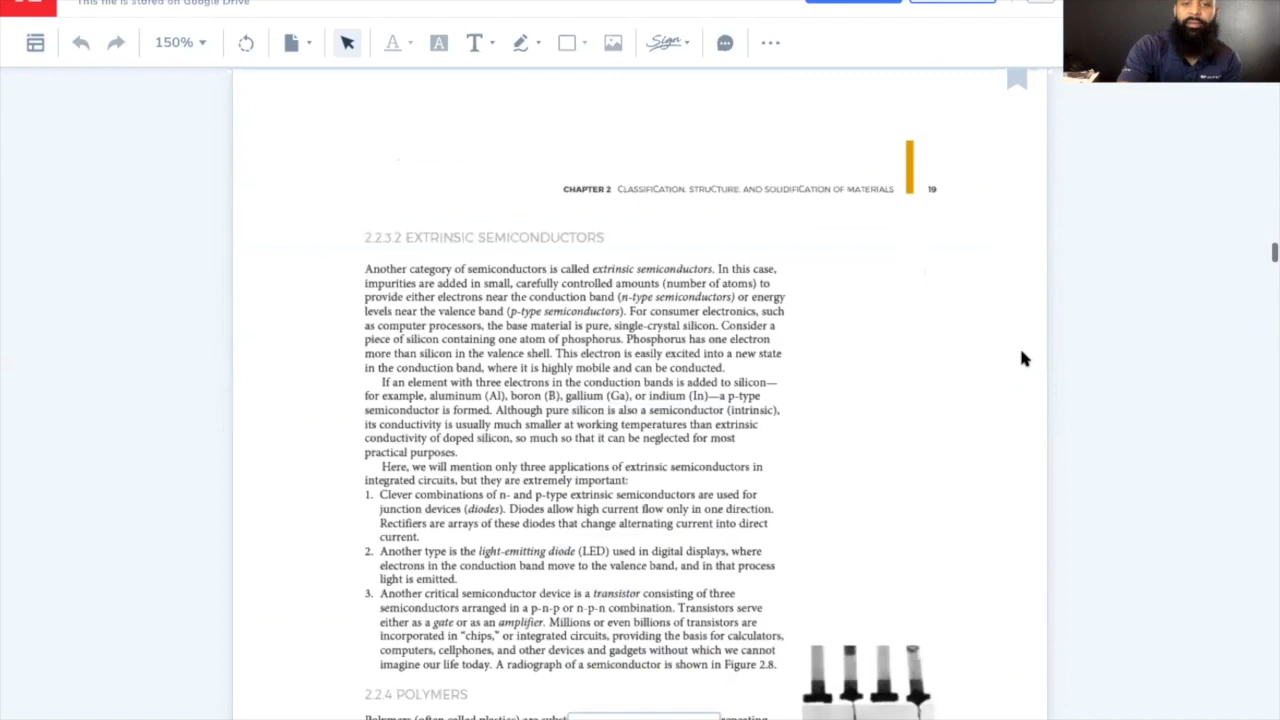 This file is stored on Google Drive
150%
A
A
T
Sign
CHAPTER 2 CLASSIFICATION, STRUCTURE, AND SOLIDIFICATION OF MATERIALS 19
2.2.3.2 EXTRINSIC SEMICONDUCTORS
Another category of semiconductors is called extrinsic semiconductors. In this case,
impurities are added in small, carefully controlled amounts (number of atoms) to
provide either electrons near the conduction band (n-type semiconductors) or energy
levels near the valence band (p-type semiconductors). For consumer electronics, such
as computer processors, the base material is pure, single-crystal silicon. Consider a
piece of silicon containing one atom of phosphorus. Phosphorus has one electron
more than silicon in the valence shell. This electron is easily excited into a new state
in the conduction band, where it is highly mobile and can be conducted.
If an element with three electrons in the conduction bands is added to silicon—
for example, aluminum (Al), boron (B), gallium (Ga), or indium (In)—a p-type
semiconductor is formed. Although pure silicon is also a semiconductor (intrinsic),
its conductivity is usually much smaller at working temperatures than extrinsic
conductivity of doped silicon, so much so that it can be neglected for most
practical purposes.
Here, we will mention only three applications of extrinsic semiconductors in
integrated circuits, but they are extremely important:
1. Clever combinations of n- and p-type extrinsic semiconductors are used for
junction devices (diodes). Diodes allow high current flow only in one direction.
Rectifiers are arrays of these diodes that change alternating current into direct
current.
2. Another type is the light-emitting diode (LED) used in digital displays, where
electrons in the conduction band move to the valence band, and in that process
light is emitted.
3. Another critical semiconductor device is a transistor consisting of three
semiconductors arranged in a p-n-p or n-p-n combination. Transistors serve
either as a gate or as an amplifier. Millions or even billions of transistors are
incorporated in “chips,” or integrated circuits, providing the basis for calculators,
computers, cellphones, and other devices and gadgets without which we cannot
imagine our life today. A radiograph of a semiconductor is shown in Figure 2.8.
2.2.4 POLYMERS
Polymers (often called plastics) are